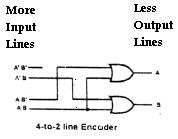 More
Input
Lines
Less
Output
Lines
A' B'
A' B
A B'
A B
A
B
4-to-2 line Encoder